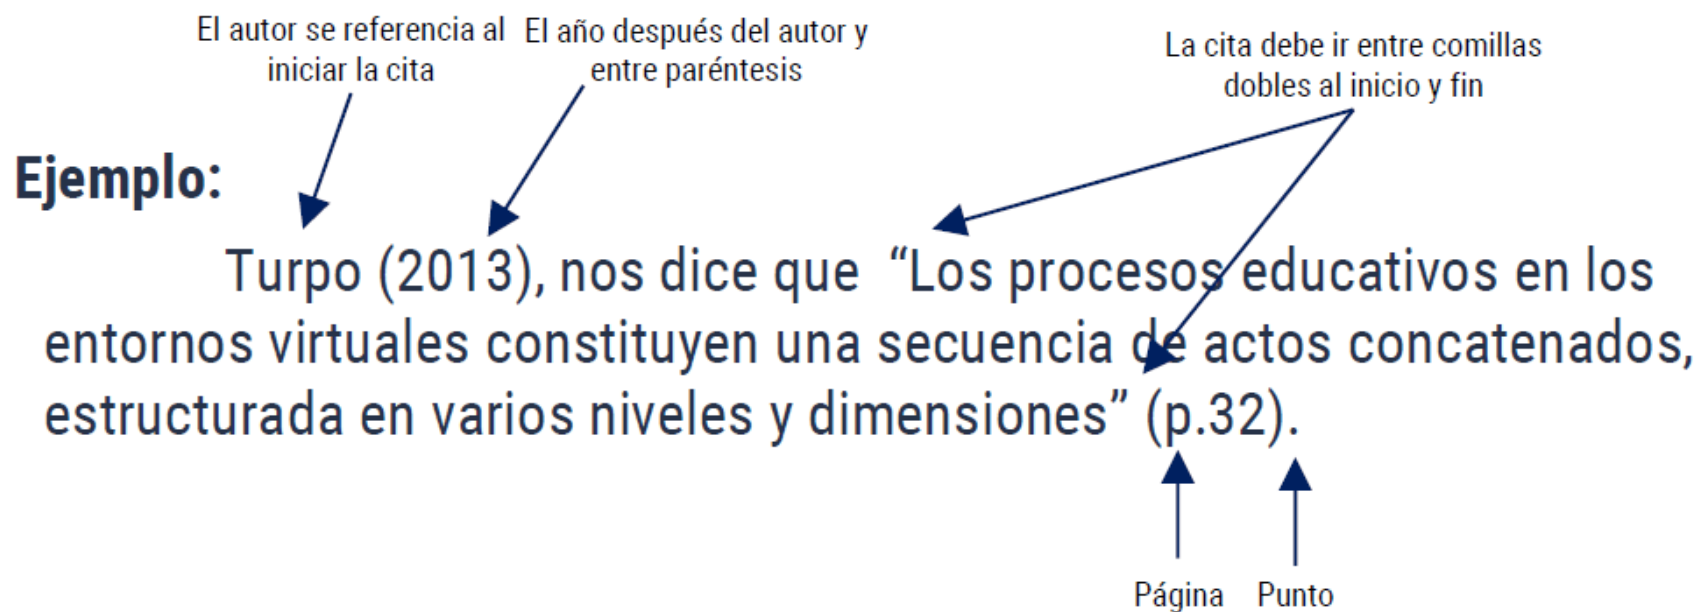 El autor se referencia al
iniciar la cita
El año después del autor y
entre paréntesis
La cita debe ir entre comillas
dobles al inicio y fin
Ejemplo:
Turpo (2013), nos dice que “Los procesos educativos en los
entornos virtuales constituyen una secuencia de actos concatenados,
estructurada en varios niveles y dimensiones” (p.32).
Página
Punto